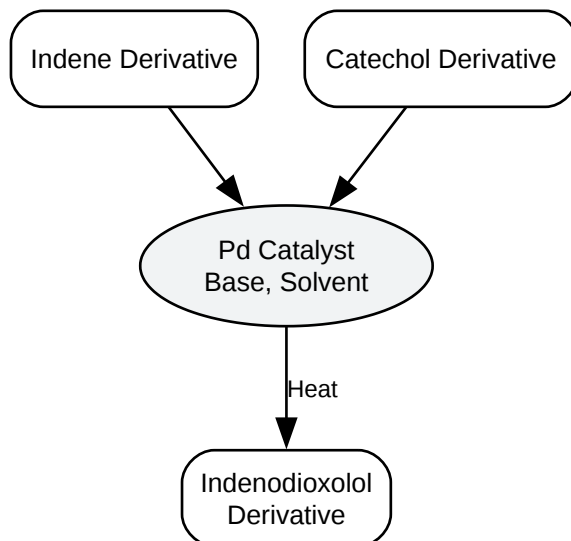 Indene Derivative
Catechol Derivative
Pd Catalyst
Base, Solvent
Heat
Indenodioxolol
Derivative